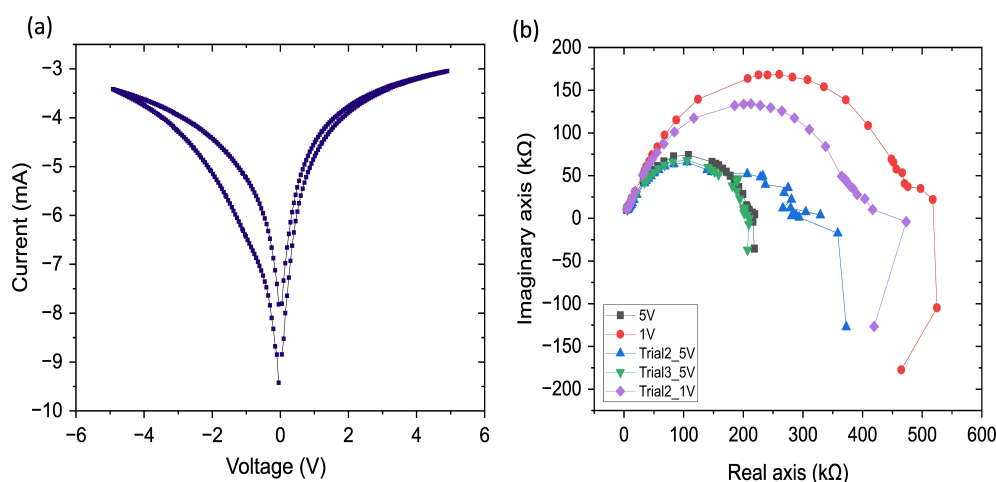 (a)
−3
−4
−5
−6
−7
−8
−9
−10
Current (mA)
−6 −4 −2 0 2 4 6
Voltage (V)
(b)
200
150
100
50
0
−50
−100
−150
−200
Imaginary axis (kΩ)
5V
1V
Trial2_5V
Trial3_5V
Trial2_1V
0 100 200 300 400 500 600
Real axis (kΩ)